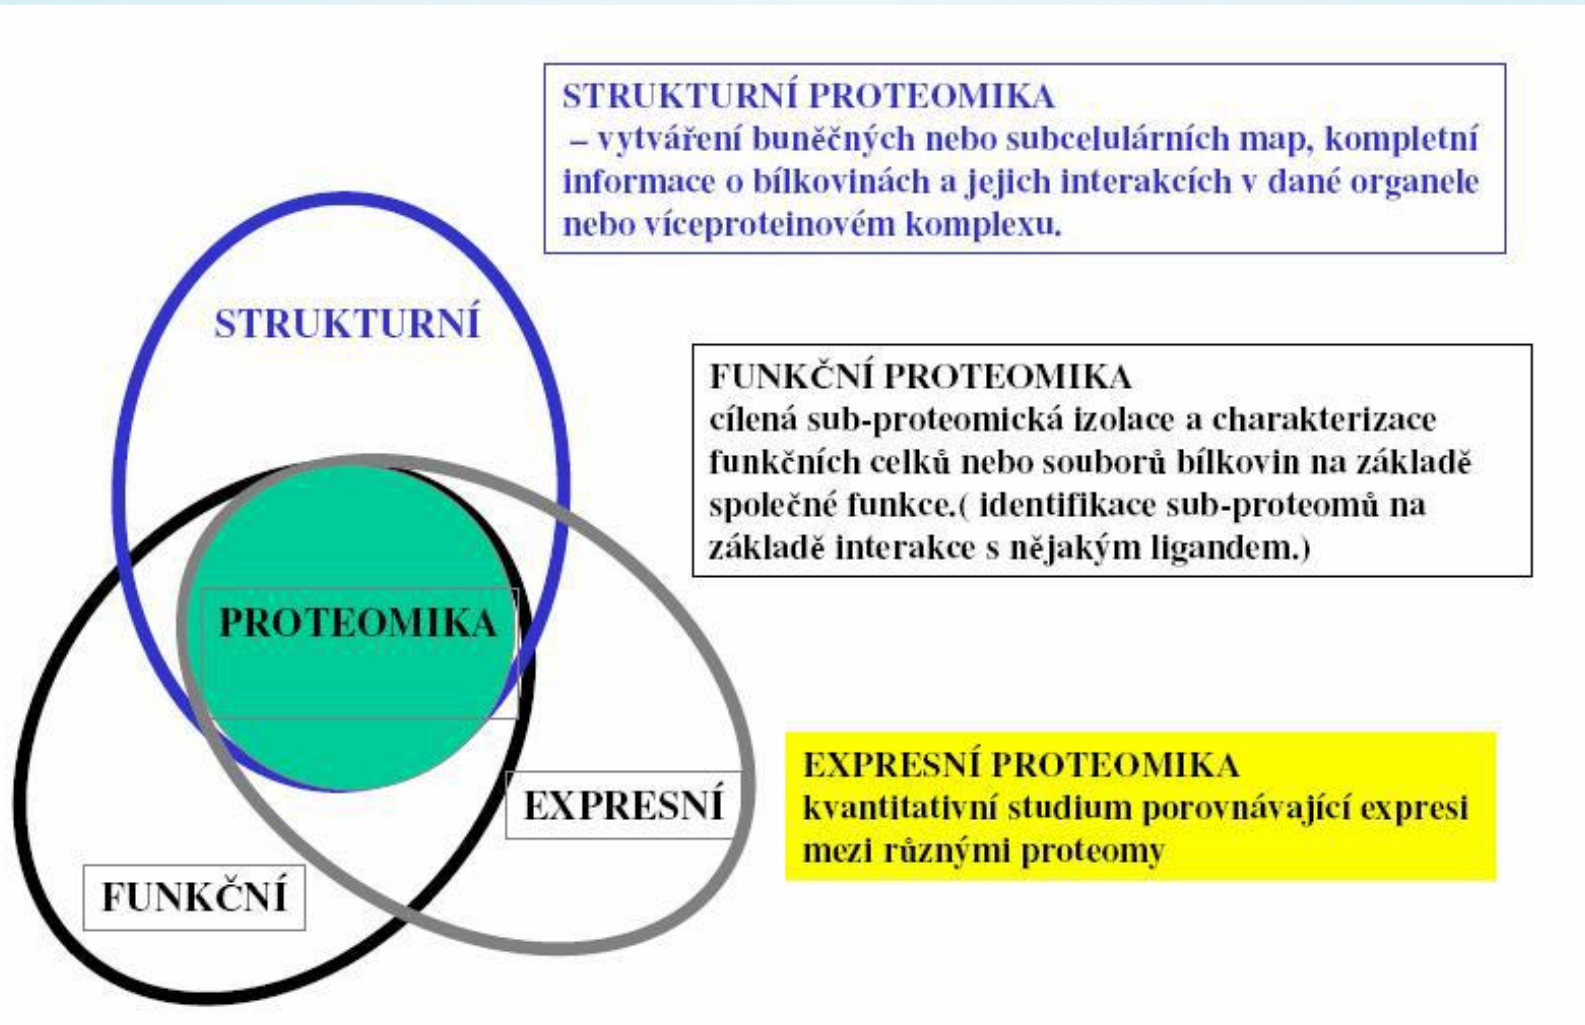 STRUKTURNÍ PROTEOMIKA
– vytváření buněčných nebo subcelulárních map, kompletní
informace o bílkovinách a jejich interakcích v dané organele
nebo víceproteinovém komplexu.
STRUKTURNÍ
FUNKČNÍ PROTEOMIKA
cílená sub-proteomická izolace a charakterizace
funkčních celků nebo souborů bílkovin na základě
společné funkce.( identifikace sub-proteomů na
základě interakce s nějakým ligandem.)
PROTEOMIKA
EXPRESNÍ PROTEOMIKA
kvantitativní studium porovnávající expresi
mezi různými proteomy
EXPRESNÍ
FUNKČNÍ